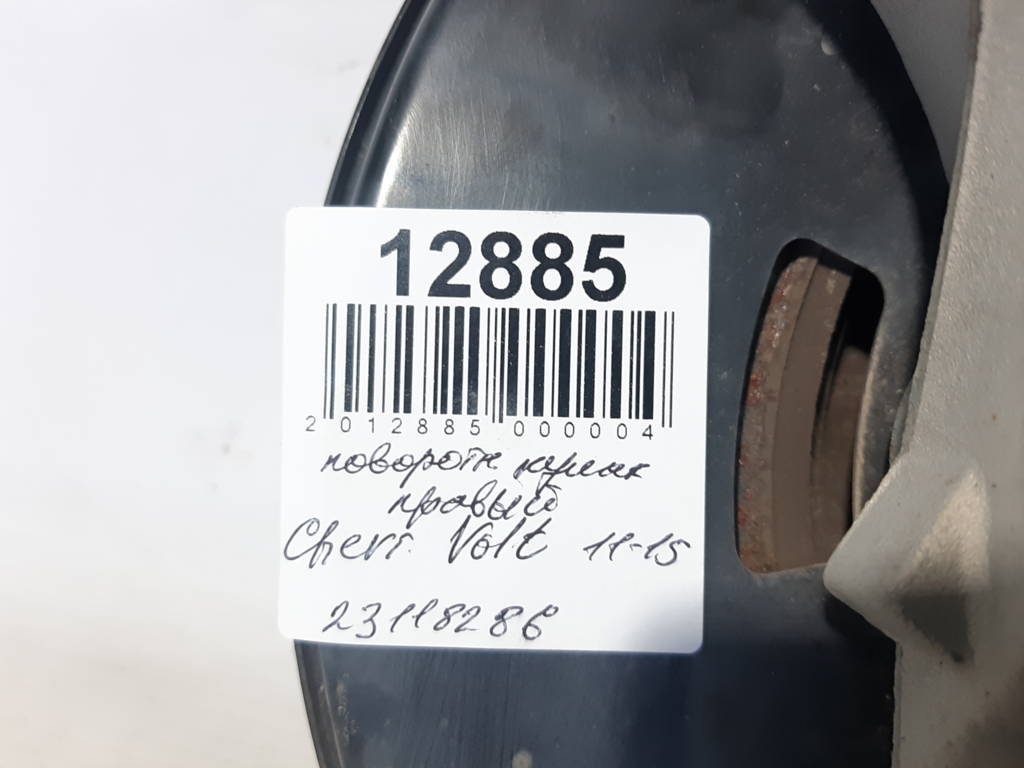 12885
2 012885 000004
поворотн кулак
правый
Chevr. Volt 11-15
23118286